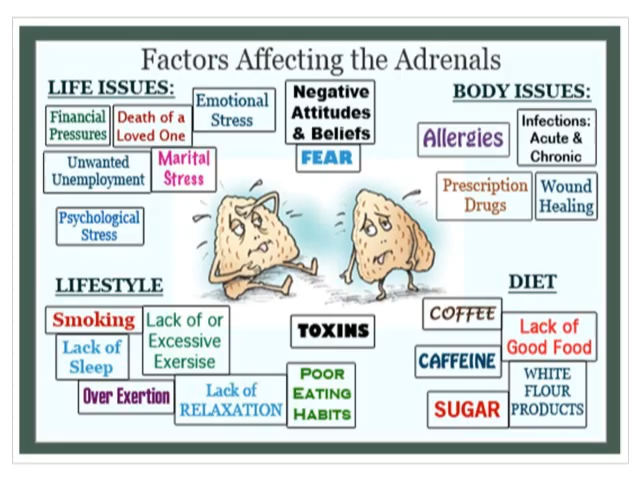 Factors Affecting the Adrenals
LIFE ISSUES:
Financial
Pressures
Death of a
Loved One
Emotional
Stress
Unwanted
Unemployment
Marital
Stress
Psychological
Stress
Negative
Attitudes
& Beliefs
FEAR
BODY ISSUES:
Allergies
Infections:
Acute &
Chronic
Prescription
Drugs
Wound
Healing
LIFESTYLE
Smoking
Lack of or
Excessive
Exersise
Lack of
Sleep
Over Exertion
Lack of
RELAXATION
TOXINS
POOR
EATING
HABITS
DIET
COFFEE
Lack of
Good Food
CAFFEINE
WHITE
FLOUR
PRODUCTS
SUGAR